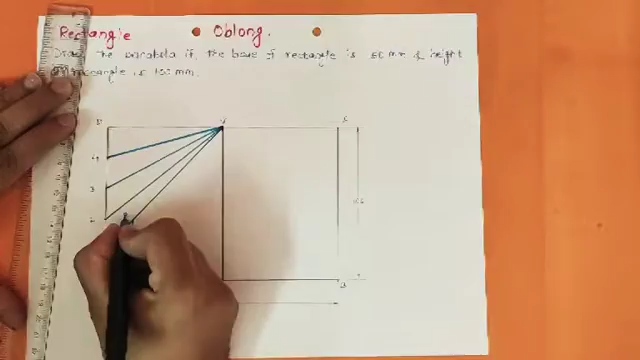 Rectangle Oblong.
Draw the parabola if the base of rectangle is mm & height
rectangle is 100 mm.
4
3
2